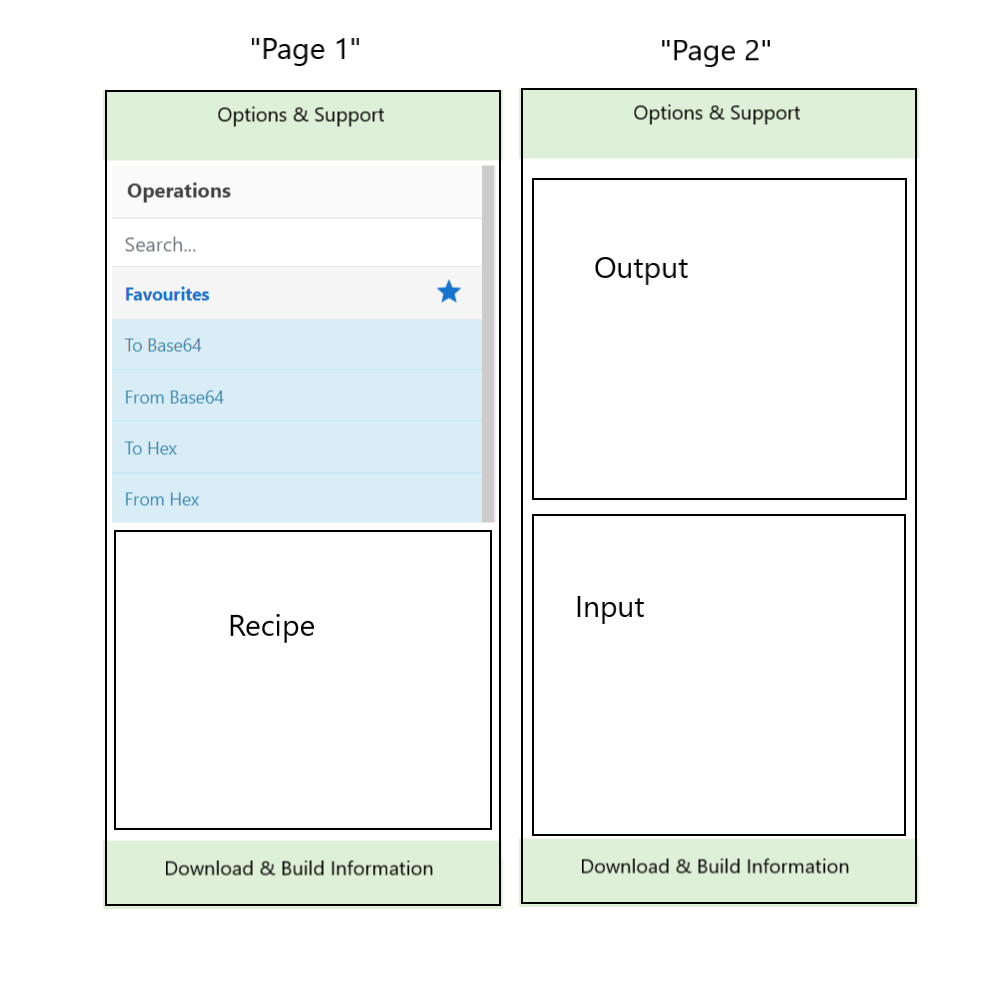 "Page 1"
Options & Support
Operations
Search...
Favourites
To Base64
From Base64
To Hex
From Hex
Recipe
Download & Build Information
"Page 2"
Options & Support
Output
Input
Download & Build Information